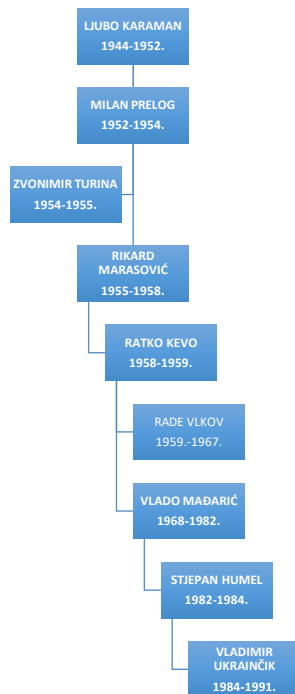 LJUBO KARAMAN
1944-1952.
MILAN PRELOG
1952-1954.
ZVONIMIR TURINA
1954-1955.
RIKARD
MARASOVIĆ
1955-1958.
RATKO KEVO
1958-1959.
RADE VLKOV
1959.-1967.
VLADO MAĐARIĆ
1968-1982.
STJEPAN HUMEL
1982-1984.
VLADIMIR
UKRAINČIK
1984-1991.